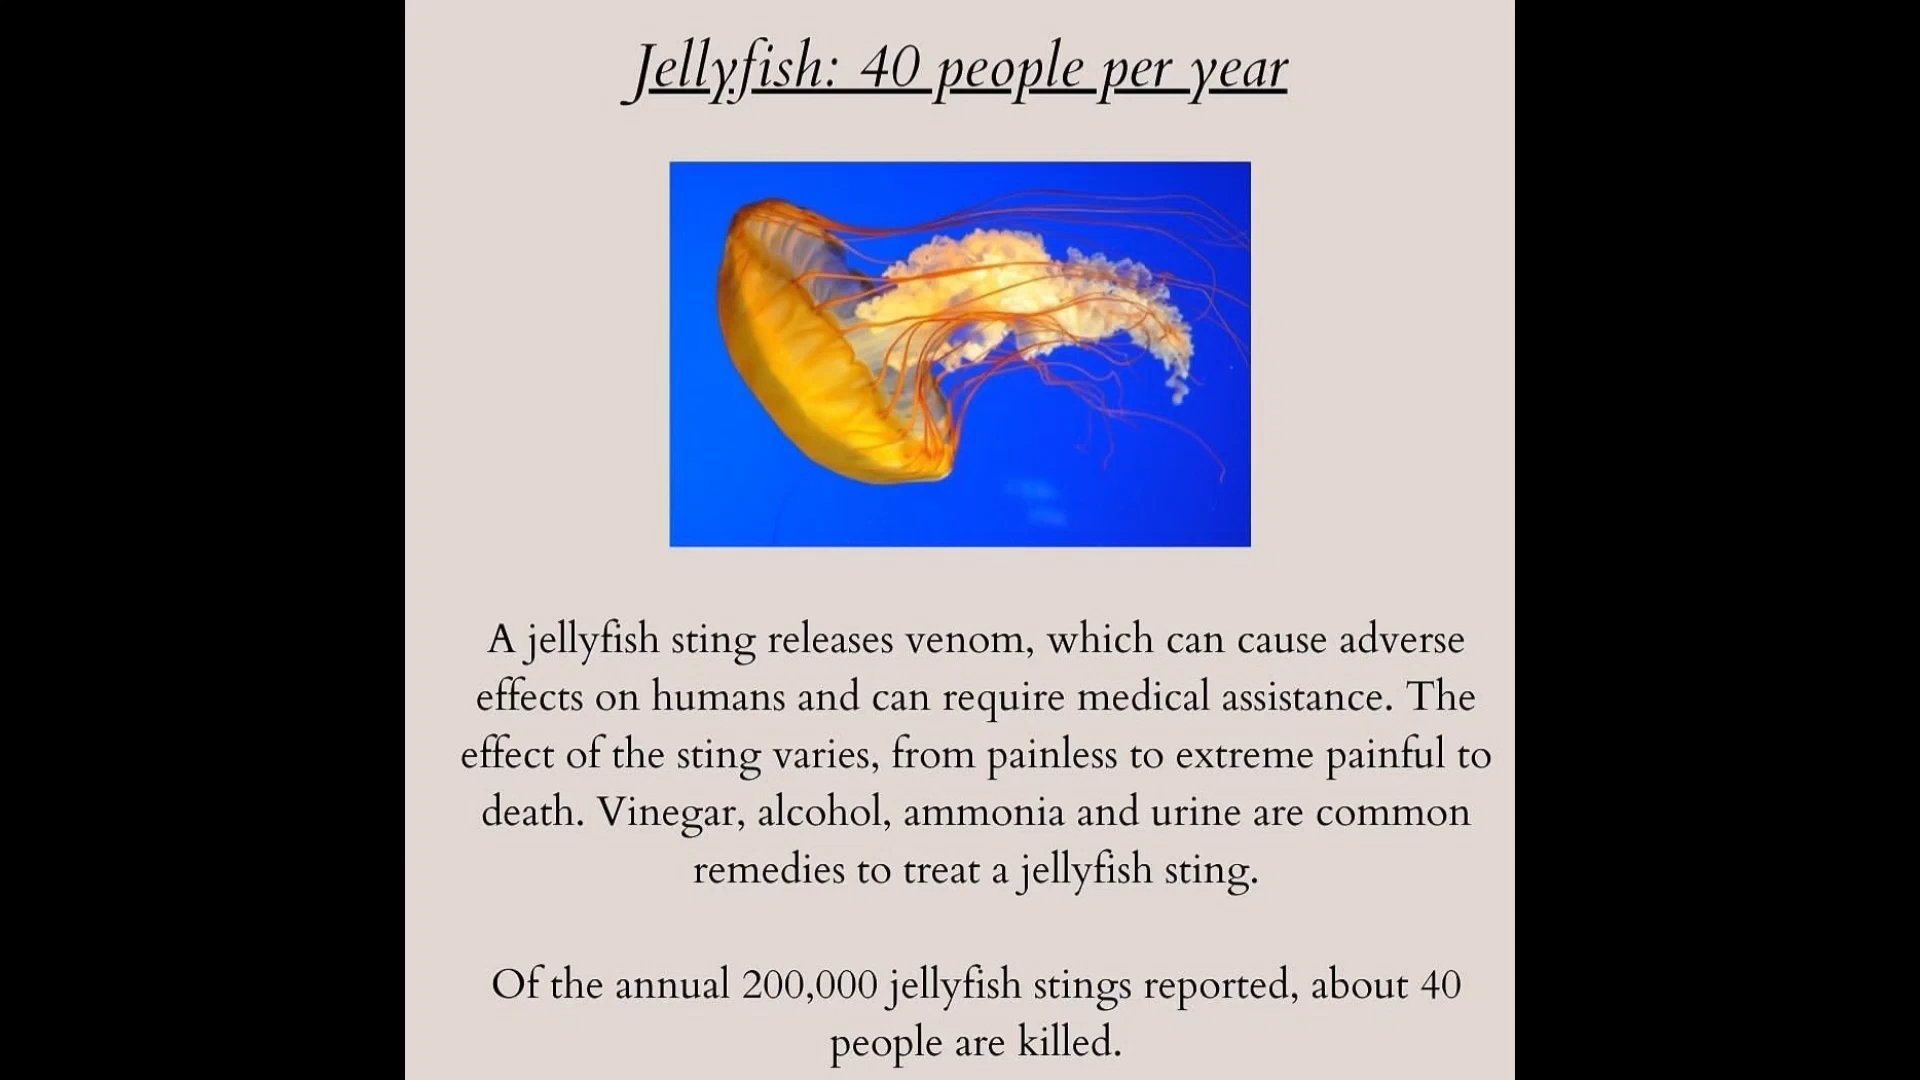 Jellyfish: 40 people per year
A jellyfish sting releases venom, which can cause adverse
effects on humans and can require medical assistance. The
effect of the sting varies, from painless to extreme painful to
death. Vinegar, alcohol, ammonia and urine are common
remedies to treat a jellyfish sting.
Of the annual 200,000 jellyfish stings reported, about 40
people are killed.